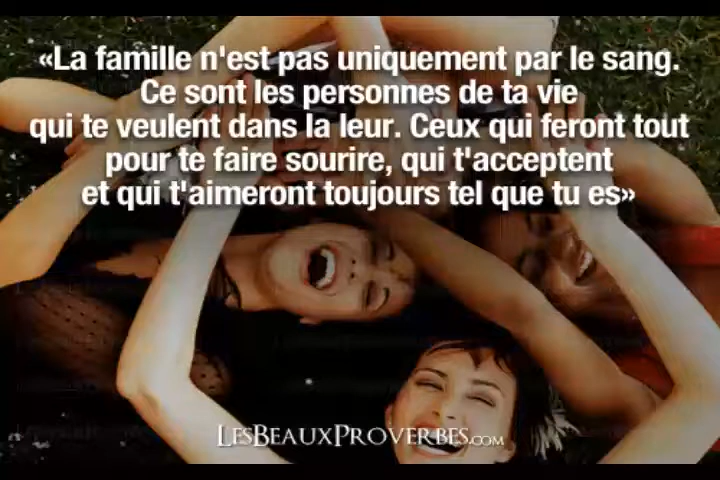 «La famille n'est pas uniquement par le sang.
Ce sont les personnes de ta vie
qui te veulent dans la leur. Ceux qui feront tout
pour te faire sourire, qui t'acceptent
et qui t'aimeront toujours tel que tu es»
LESBEAUXPROVERBES.COM